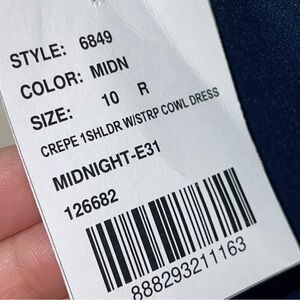 STYLE: 6849
COLOR: MIDN
SIZE: 10 R
CREPE 1SHLDR W/STRP COWL DRESS
MIDNIGHT-E31
126682
888293211163